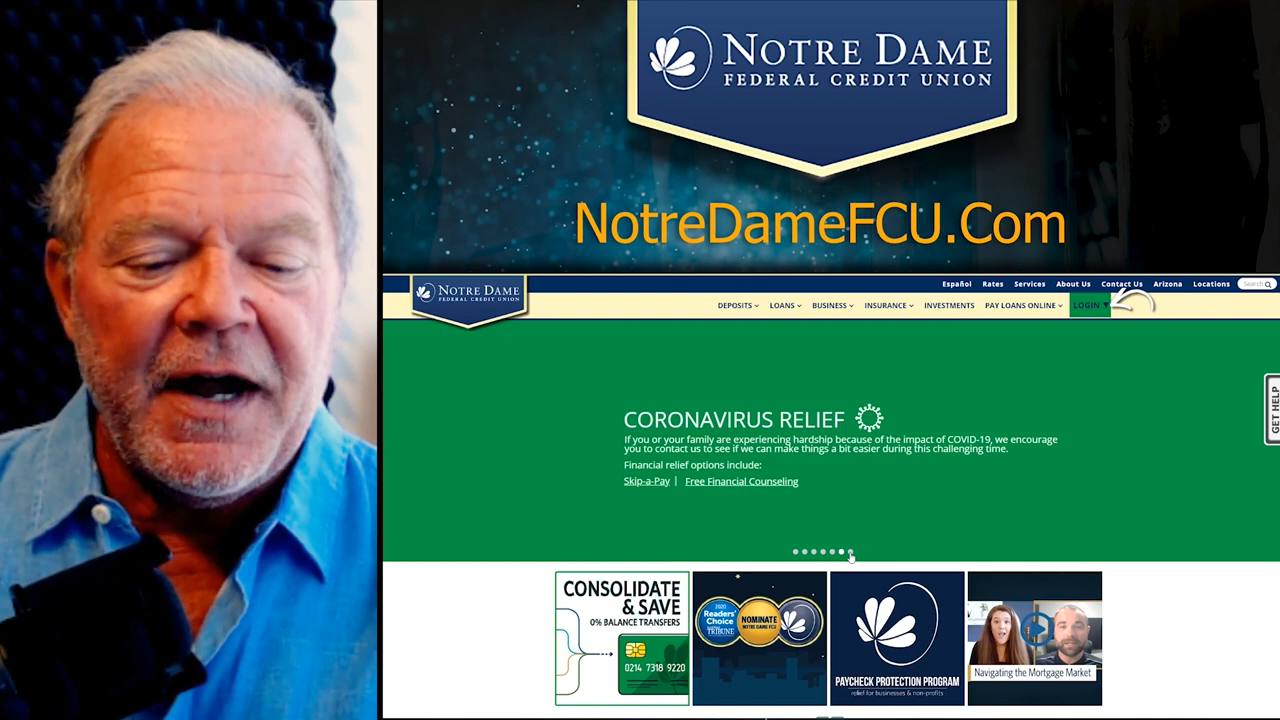 NOTRE DAME
FEDERAL CREDIT UNION
NotreDameFCU.Com
NOTRE DAME
FEDERAL CREDIT UNION
Español Rates Services About Us Contact Us Arizona Locations Search
DEPOSITS LOANS BUSINESS INSURANCE INVESTMENTS PAY LOANS ONLINE LOGIN
GET HELP
CORONAVIRUS RELIEF
If you or your family are experiencing hardship because of the impact of COVID-19, we encourage
you to contact us to see if we can make things a bit easier during this challenging time.
Financial relief options include:
Skip-a-Pay | Free Financial Counseling
CONSOLIDATE
& SAVE
0% BALANCE TRANSFERS
0214 7318 9220
2020
Readers'
Choice
TRIBUNE
NOMINATE
NOTRE DAME FCU
PAYCHECK PROTECTION PROGRAM
relief for businesses & non-profits
Navigating the Mortgage Market